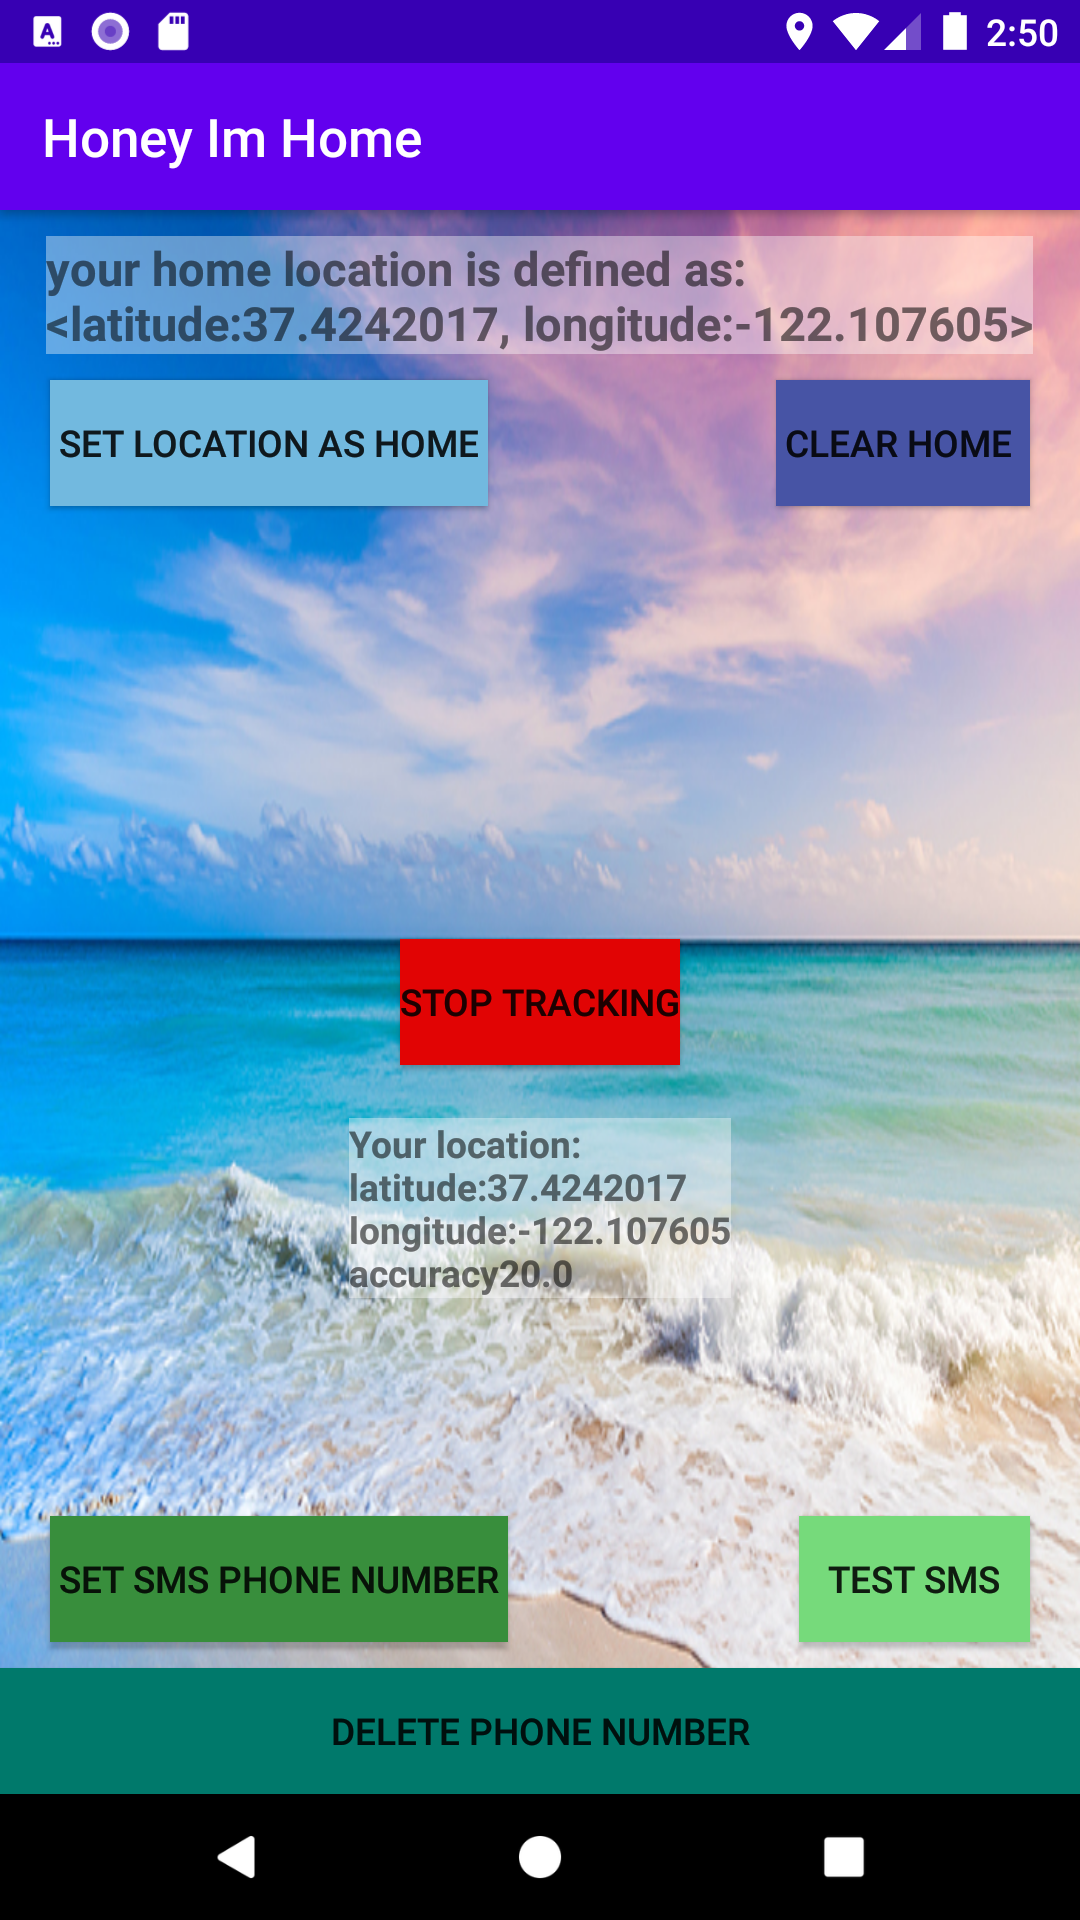 2:50
Honey Im Home
your home location is defined as:
<latitude:37.4242017, longitude:-122.107605>
SET LOCATION AS HOME
CLEAR HOME
STOP TRACKING
Your location:
latitude:37.4242017
longitude:-122.107605
accuracy20.0
SET SMS PHONE NUMBER
TEST SMS
DELETE PHONE NUMBER